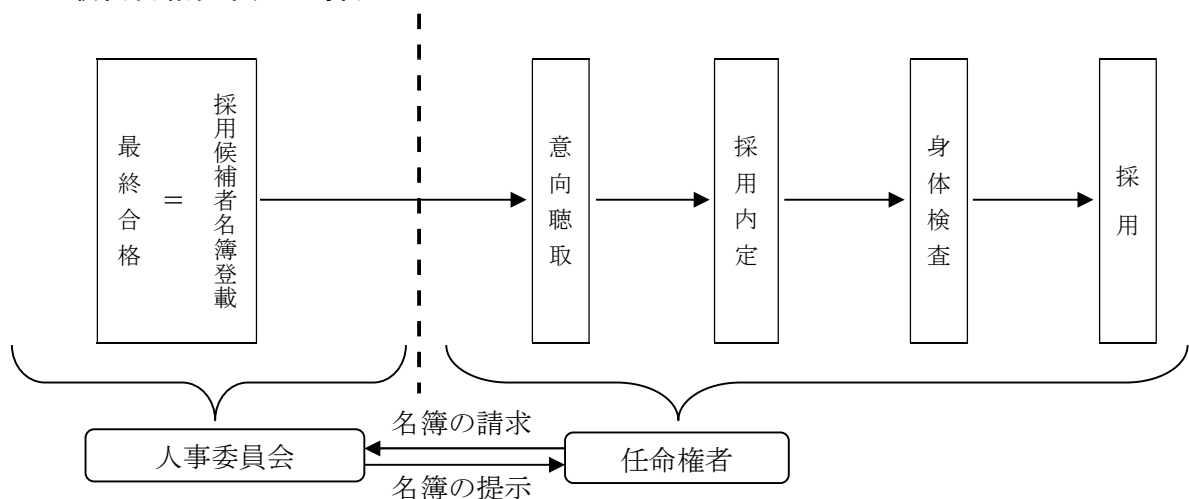 最終合格
＝
採用候補者名簿登載
意向聴取
採用内定
身体検査
採用
名簿の請求
人事委員会
任命権者
名簿の提示